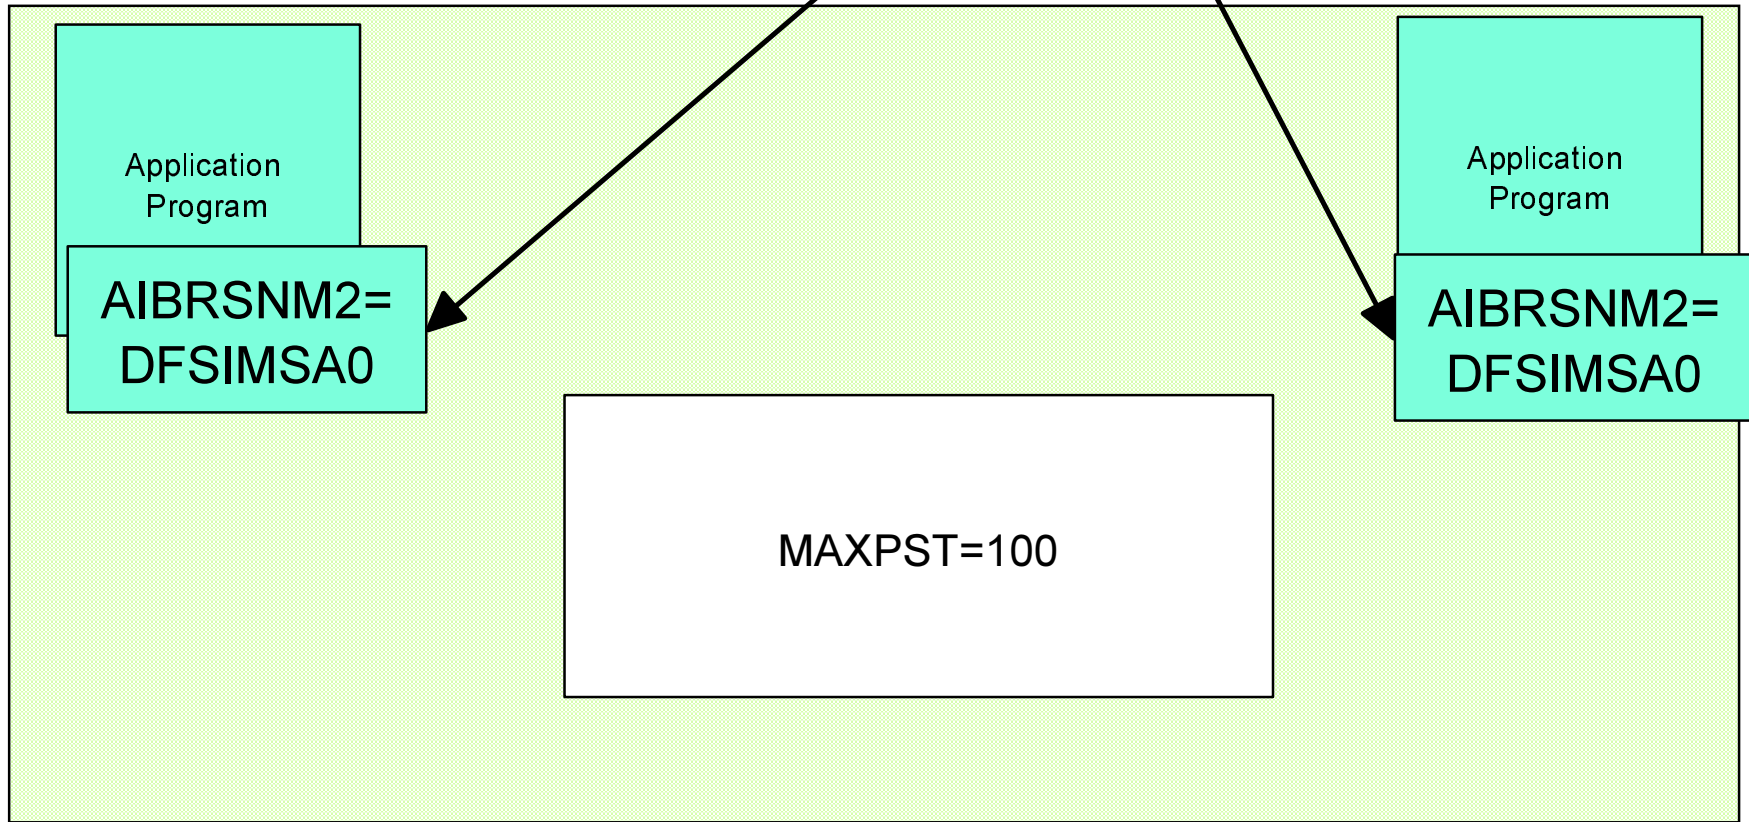 Application
Program
AIBRSNM2=
DFSIMSA0
Application
Program
AIBRSNM2=
DFSIMSA0
MAXPST=100